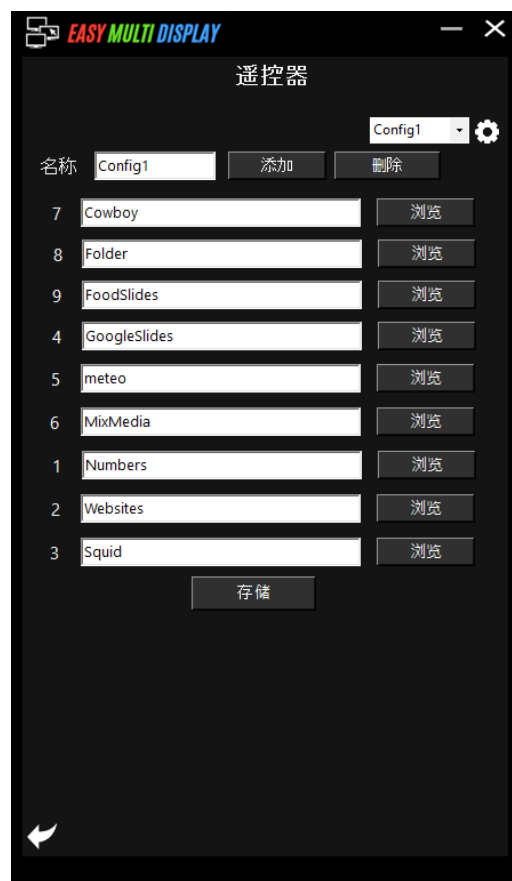 EASY MULTI DISPLAY
遥控器
Config1
名称 Config1 添加 删除
7 Cowboy 浏览
8 Folder 浏览
9 FoodSlides 浏览
4 GoogleSlides 浏览
5 meteo 浏览
6 MixMedia 浏览
1 Numbers 浏览
2 Websites 浏览
3 Squid 浏览
存储